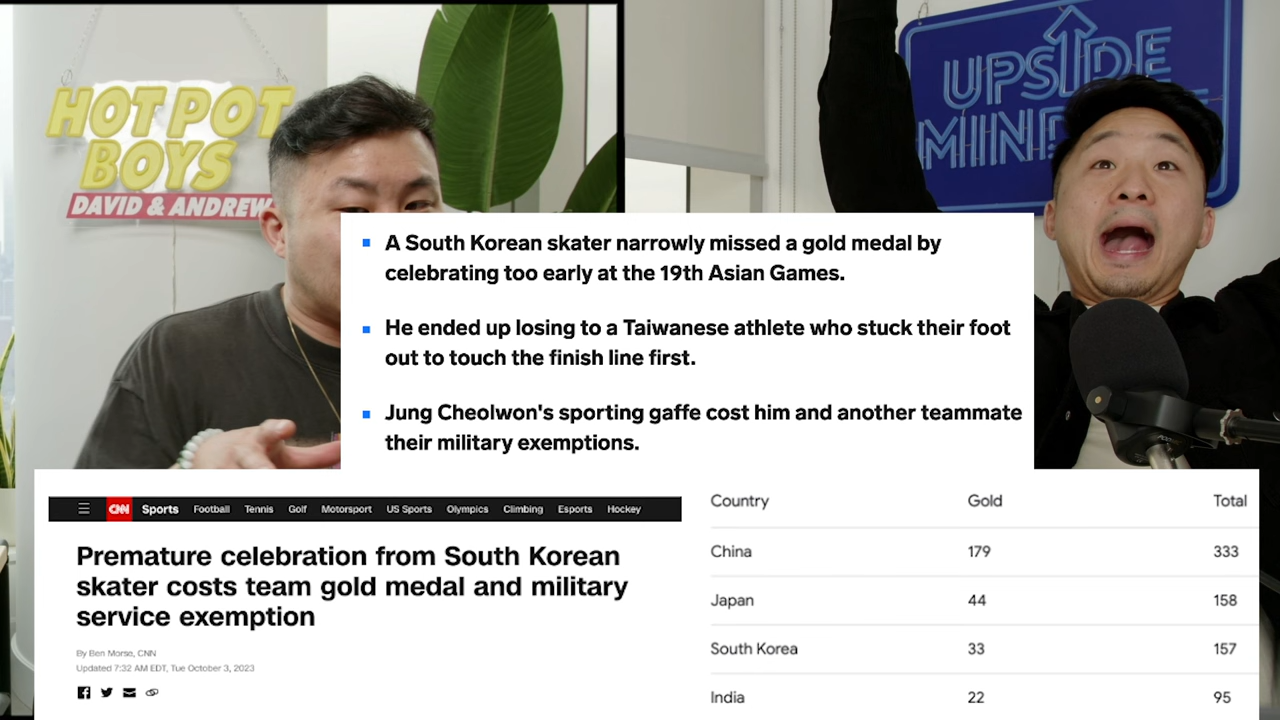 HOT POT
BOYS
DAVID & ANDREW
UPSIDE
A South Korean skater narrowly missed a gold medal by
celebrating too early at the 19th Asian Games.
He ended up losing to a Taiwanese athlete who stuck their foot
out to touch the finish line first.
Jung Cheolwon's sporting gaffe cost him and another teammate
their military exemptions.
CNN Sports Football Tennis Golf Motorsport US Sports Olympics Climbing Esports Hockey
Premature celebration from South Korean
skater costs team gold medal and military
service exemption
By Ben Morse, CNN
Updated 7:32 AM EDT, Tue October 3, 2023
Country Gold Total
China 179 333
Japan 44 158
South Korea 33 157
India 22 95